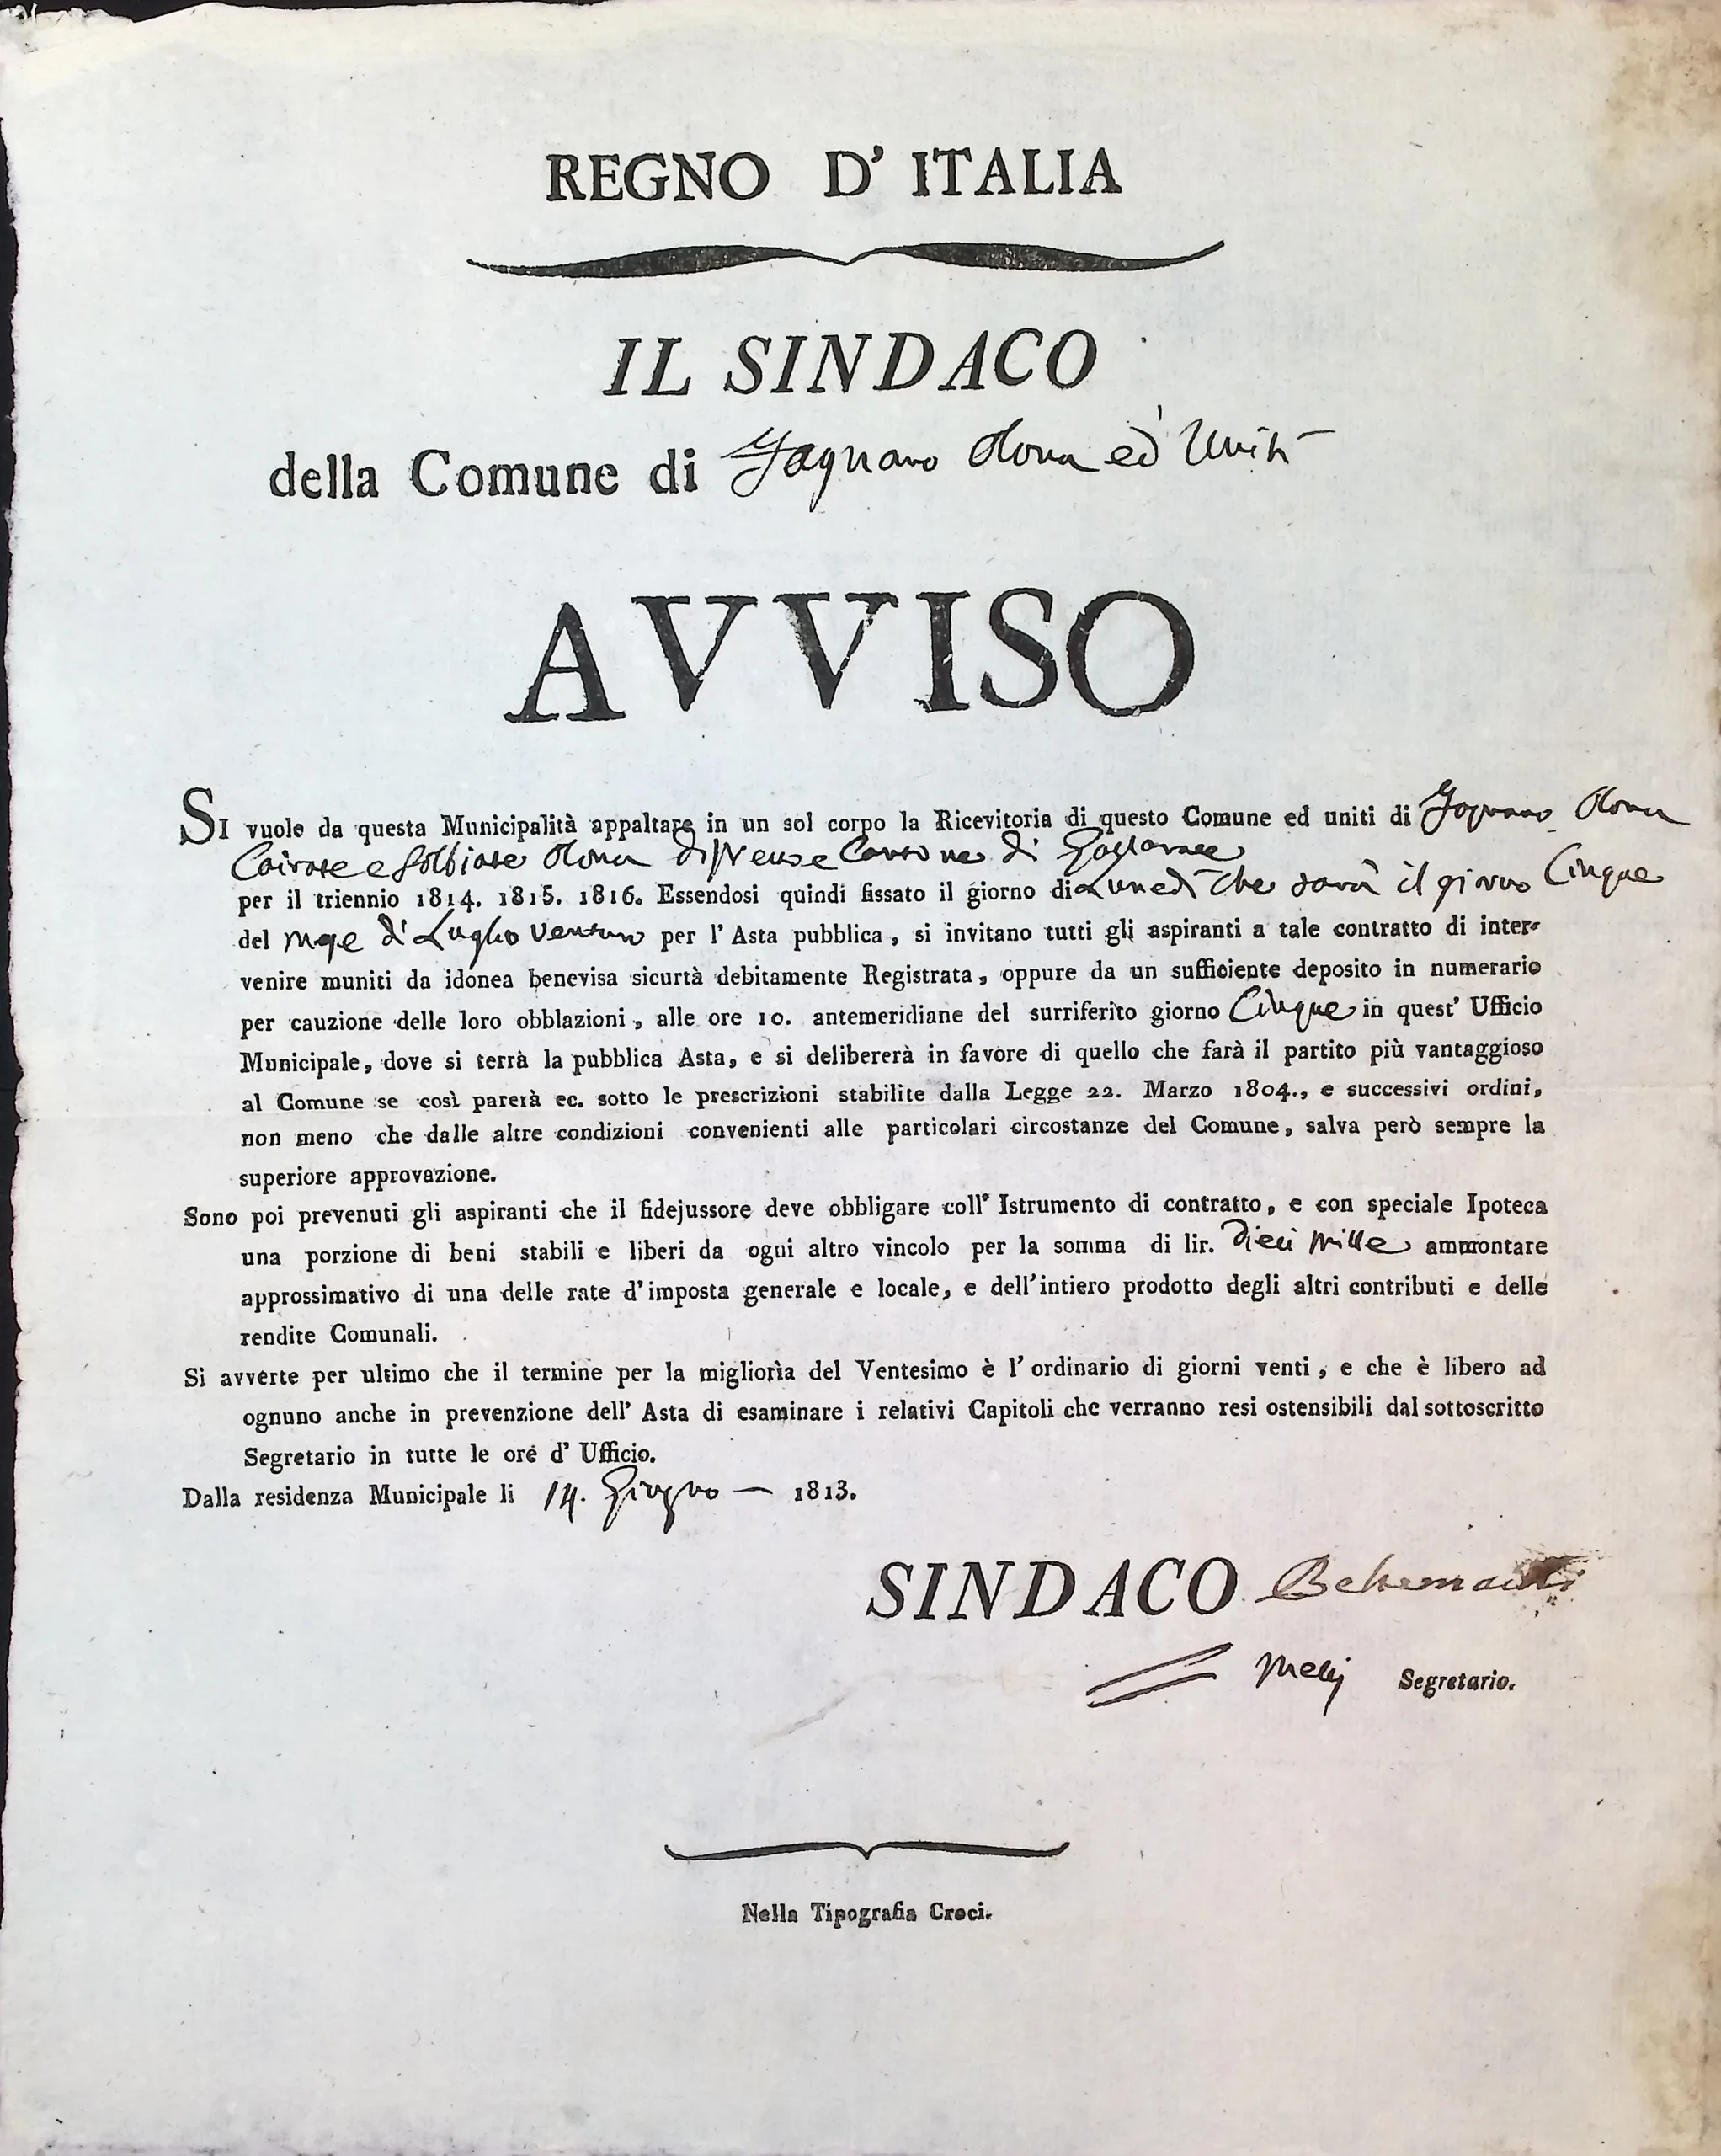 REGNO D' ITALIA
IL SINDACO
della Comune di Fagnano Olona ed Uniti
AVVISO
SI vuole da questa Municipalità appaltare in un sol corpo la Ricevitoria di questo Comune ed uniti di Fagnano Olona
Cairate e Solbiate Olona Cantone di Gallarate
per il triennio 1814. 1815. 1816. Essendosi quindi fissato il giorno di Lunedì che sarà il giorno Cinque
del mese di Luglio venturo per l' Asta pubblica, si invitano tutti gli aspiranti a tale contratto di inter-
venire muniti da idonea benevisa sicurtà debitamente Registrata, oppure da un sufficiente deposito in numerario
per cauzione delle loro obblazioni, alle ore 10. antemeridiane del surriferito giorno Cinque in quest' Ufficio
Municipale, dove si terrà la pubblica Asta, e si delibererà in favore di quello che farà il partito più vantaggioso
al Comune se così parerà ec. sotto le prescrizioni stabilite dalla Legge 22. Marzo 1804., e successivi ordini,
non meno che dalle altre condizioni convenienti alle particolari circostanze del Comune, salva però sempre la
superiore approvazione.
Sono poi prevenuti gli aspiranti che il fidejussore deve obbligare coll' Istrumento di contratto, e con speciale Ipoteca
una porzione di beni stabili e liberi da ogni altro vincolo per la somma di lir. Dieci Mille ammontare
approssimativo di una delle rate d'imposta generale e locale, e dell'intiero prodotto degli altri contributi e delle
rendite Comunali.
Si avverte per ultimo che il termine per la migliorìa del Ventesimo è l' ordinario di giorni venti, e che è libero ad
ognuno anche in prevenzione dell' Asta di esaminare i relativi Capitoli che verranno resi ostensibili dal sottoscritto
Segretario in tutte le ore d' Ufficio.
Dalla residenza Municipale li 14. Giugno — 1813.
SINDACO
Segretario.
Nella Tipografia Croci.